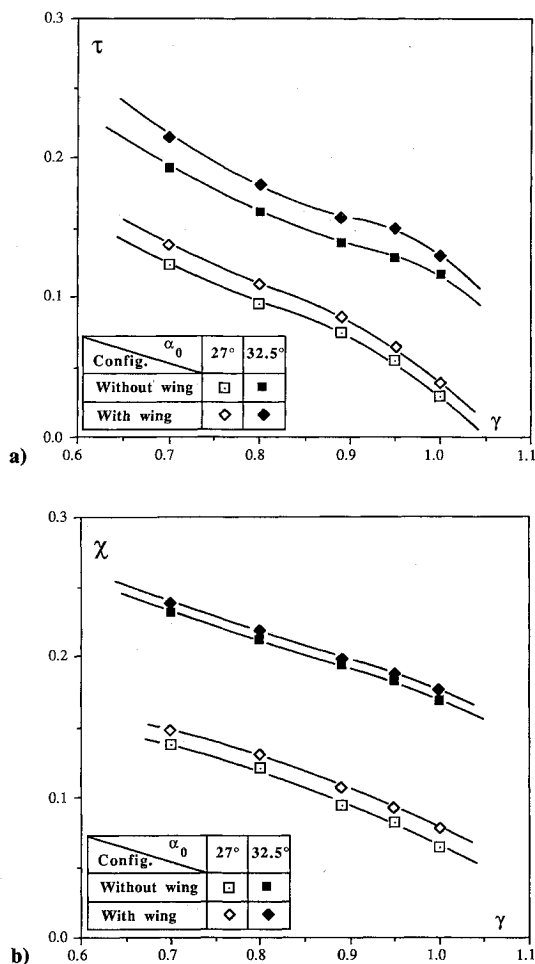 0.3
τ
0.2
0.1
α0
Config. 27° 32.5°
Without wing
With wing
γ
a)
0.0
0.6 0.7 0.8 0.9 1.0 1.1
0.3
χ
0.2
0.1
α0
Config. 27° 32.5°
Without wing
With wing
γ
b)
0.0
0.6 0.7 0.8 0.9 1.0 1.1